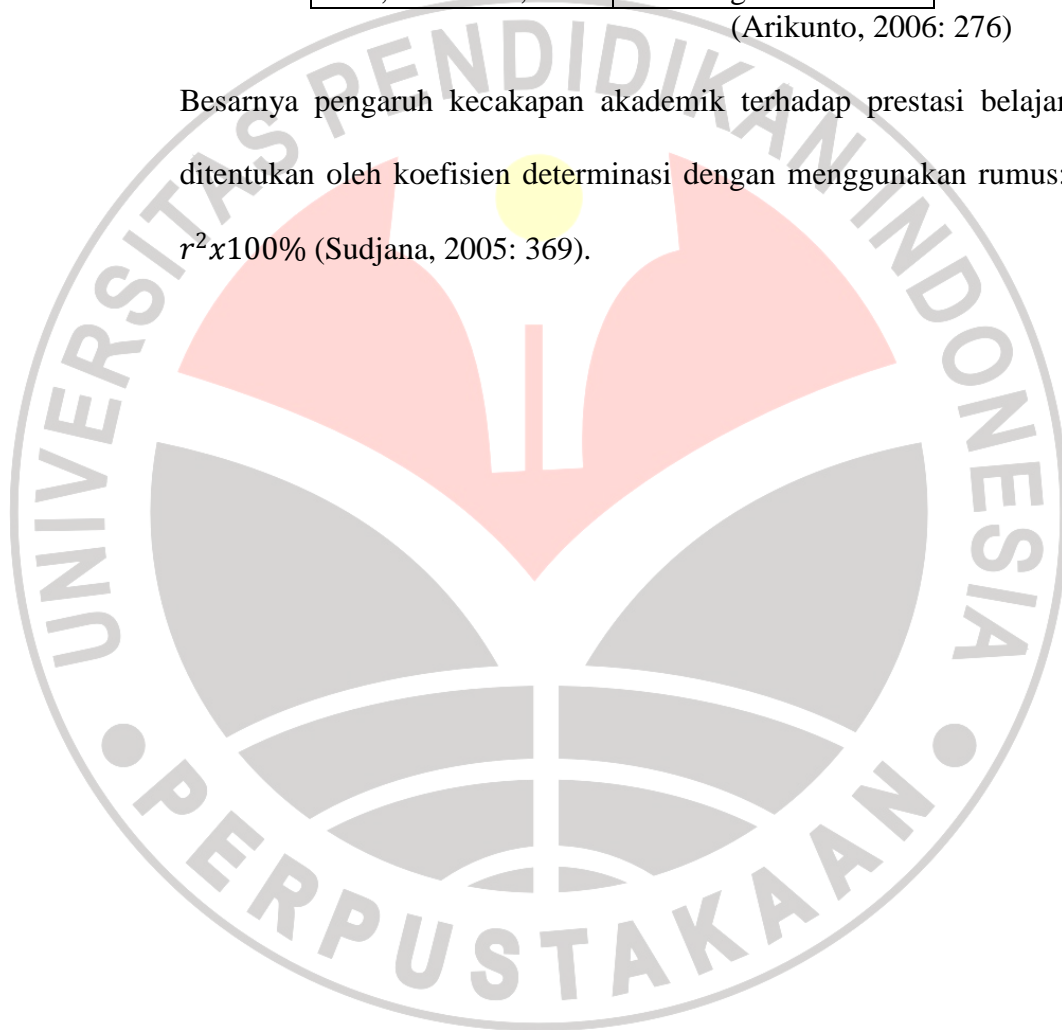 (Arikunto, 2006: 276)
Besarnya pengaruh kecakapan akademik terhadap prestasi belajar
ditentukan oleh koefisien determinasi dengan menggunakan rumus:
r²x100% (Sudjana, 2005: 369).
UNIVERSITAS PENDIDIKAN INDONESIA
PERPUSTAKAAN